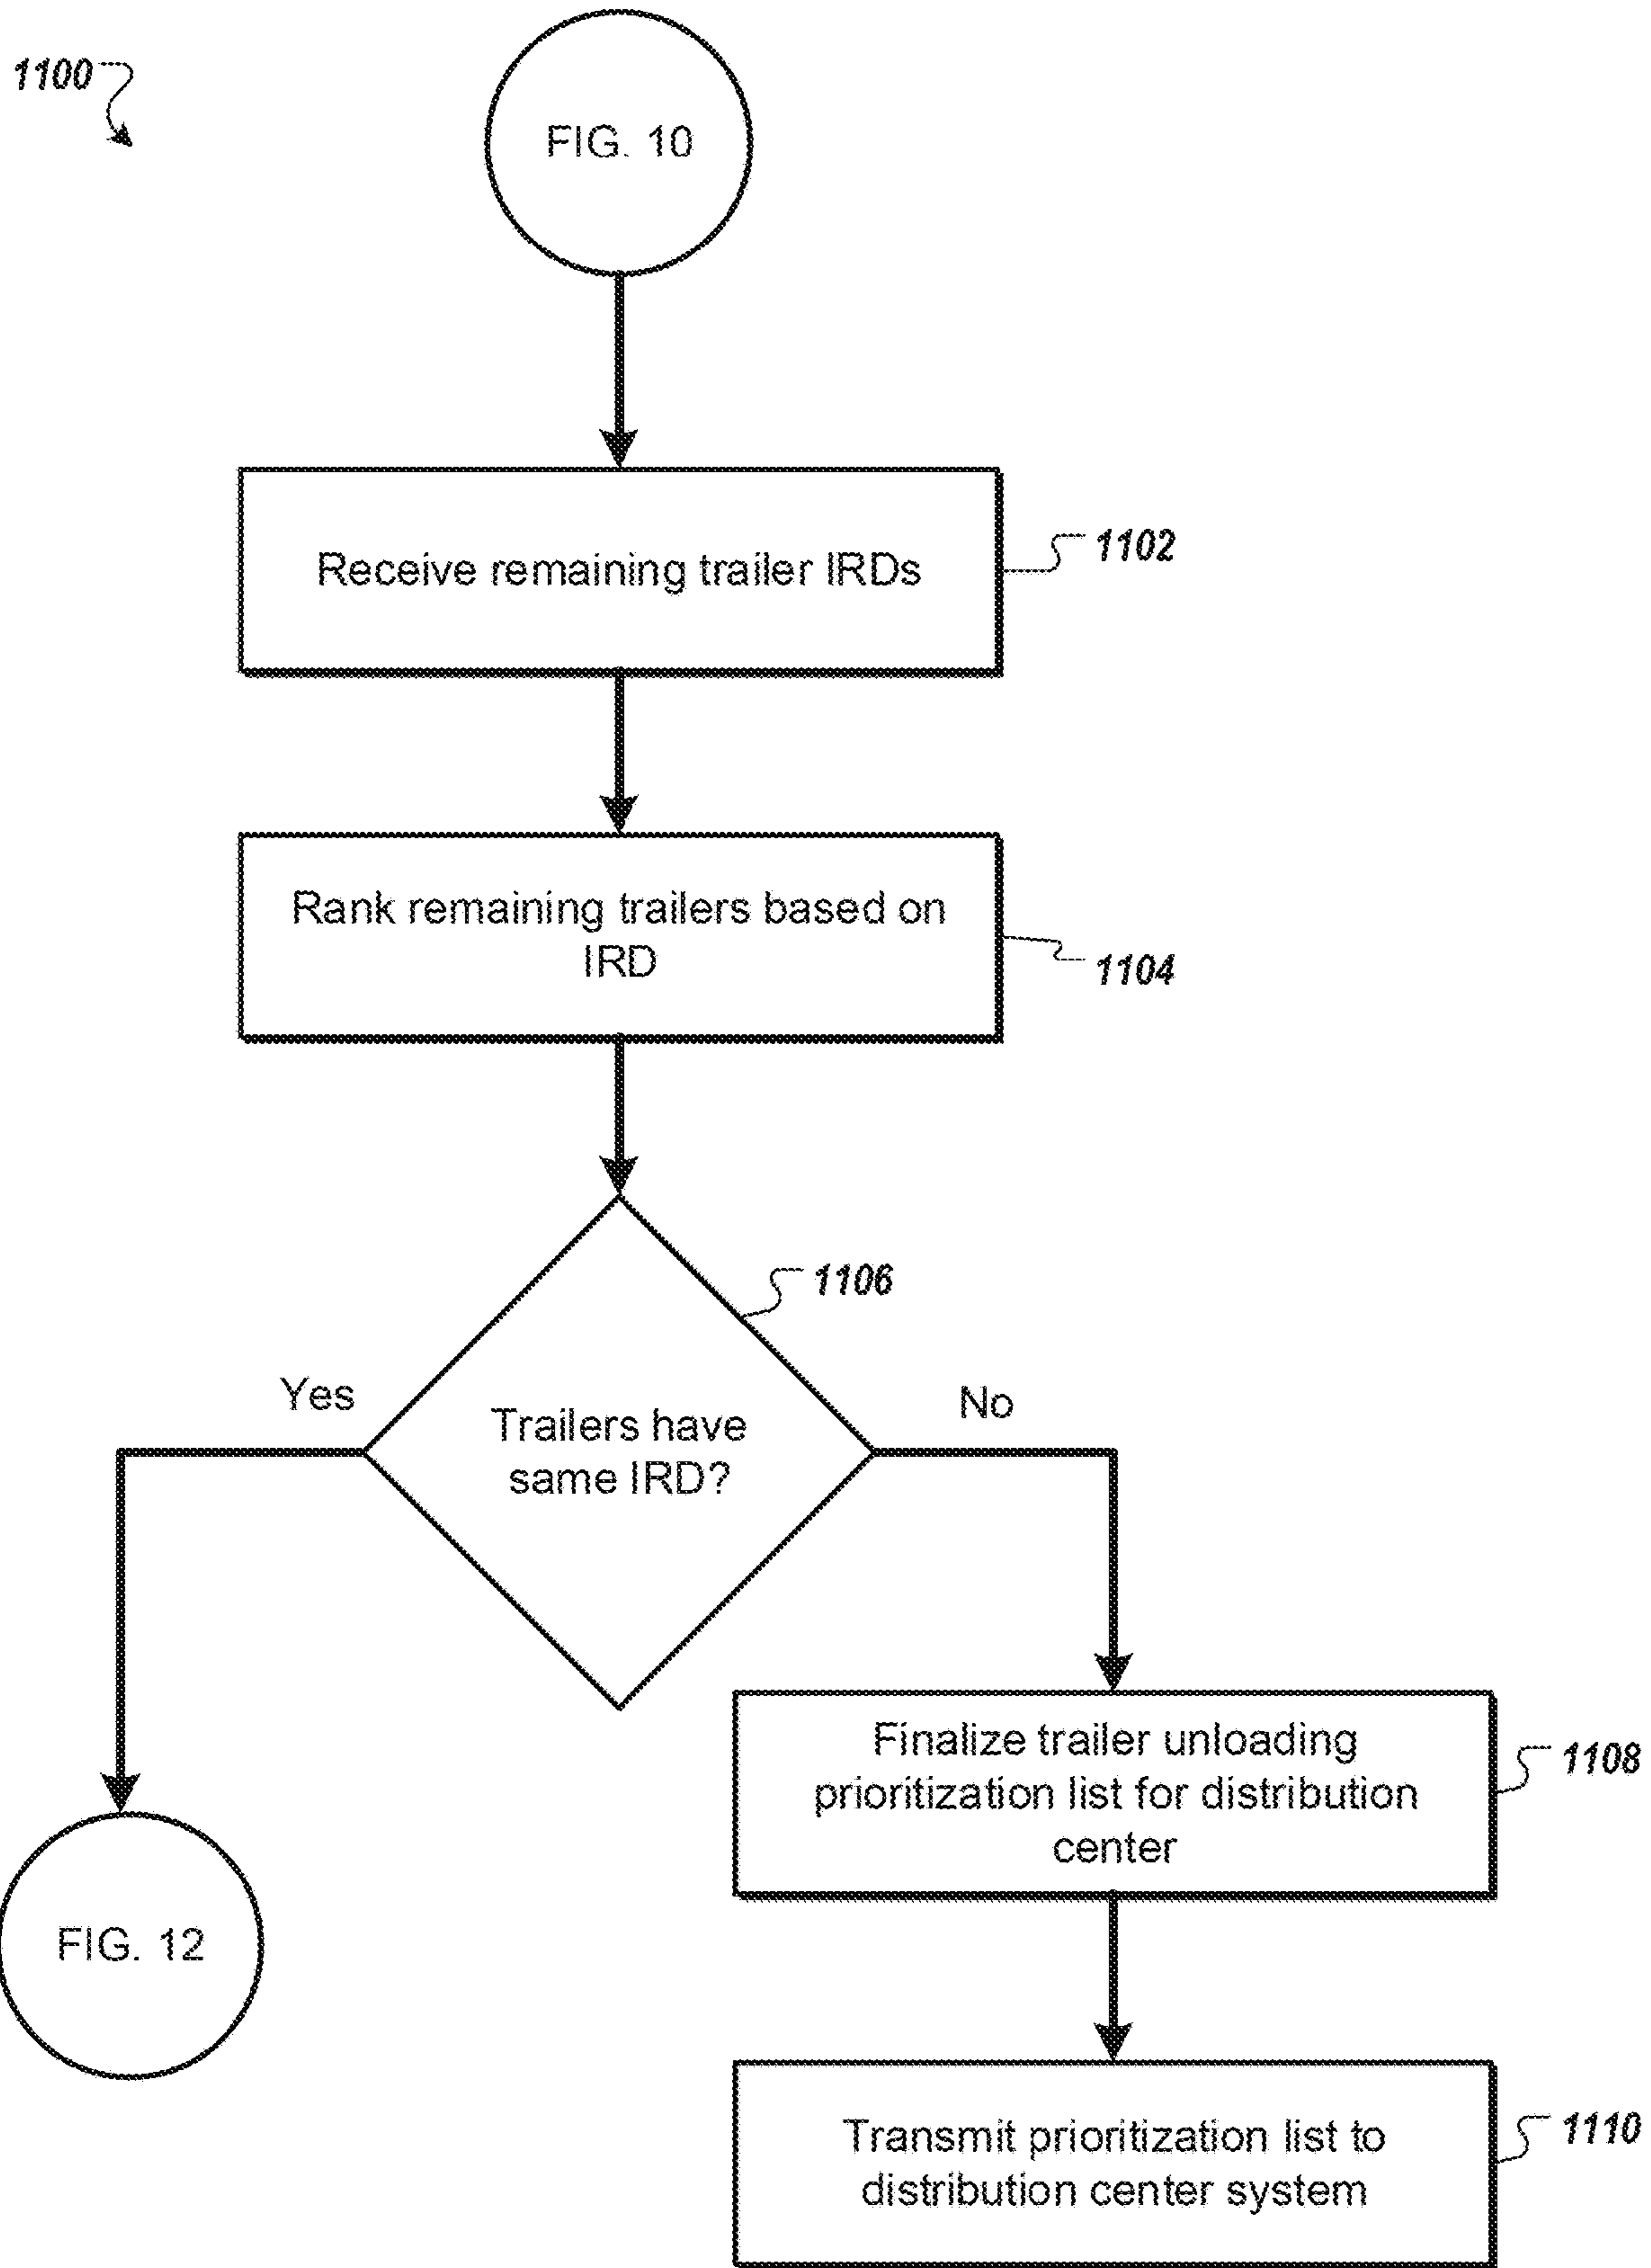 1100
FIG. 10
Receive remaining trailer IRDs
1102
Rank remaining trailers based on
IRD
1104
1106
Yes
No
Trailers have
same IRD?
Finalize trailer unloading
prioritization list for distribution
center
1108
FIG. 12
Transmit prioritization list to
distribution center system
1110